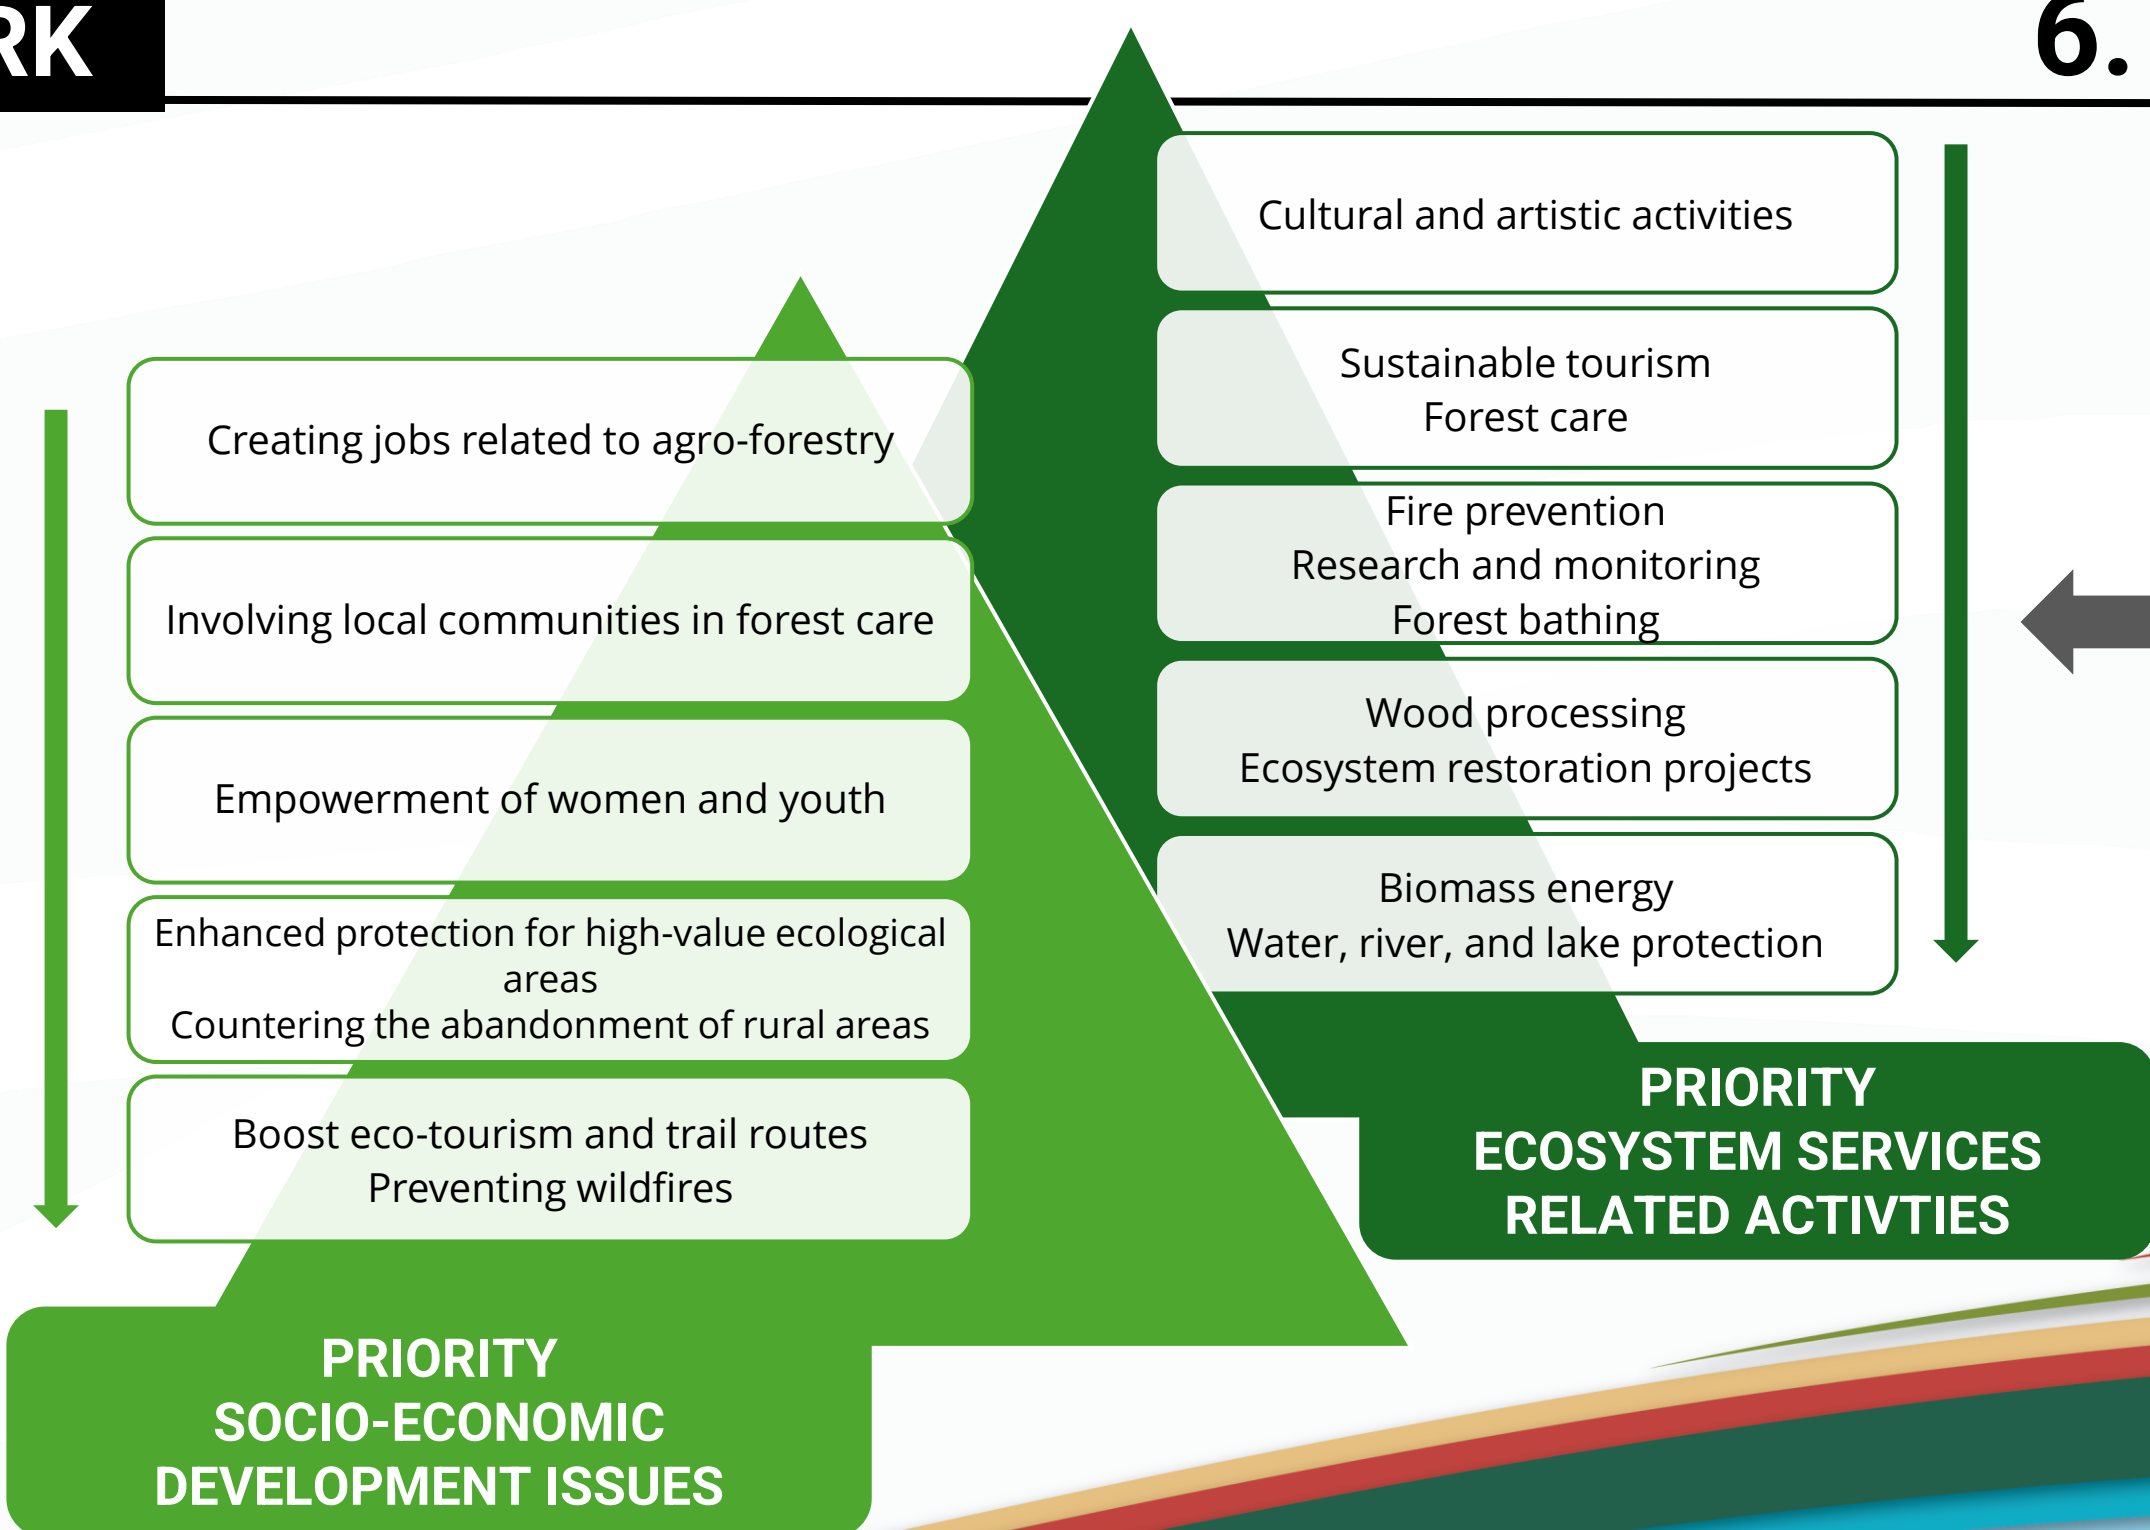 RK
6.
Cultural and artistic activities
Sustainable tourism
Forest care
Fire prevention
Research and monitoring
Forest bathing
Wood processing
Ecosystem restoration projects
Biomass energy
Water, river, and lake protection
PRIORITY
ECOSYSTEM SERVICES
RELATED ACTIVTIES
Creating jobs related to agro-forestry
Involving local communities in forest care
Empowerment of women and youth
Enhanced protection for high-value ecological
areas
Countering the abandonment of rural areas
Boost eco-tourism and trail routes
Preventing wildfires
PRIORITY
SOCIO-ECONOMIC
DEVELOPMENT ISSUES